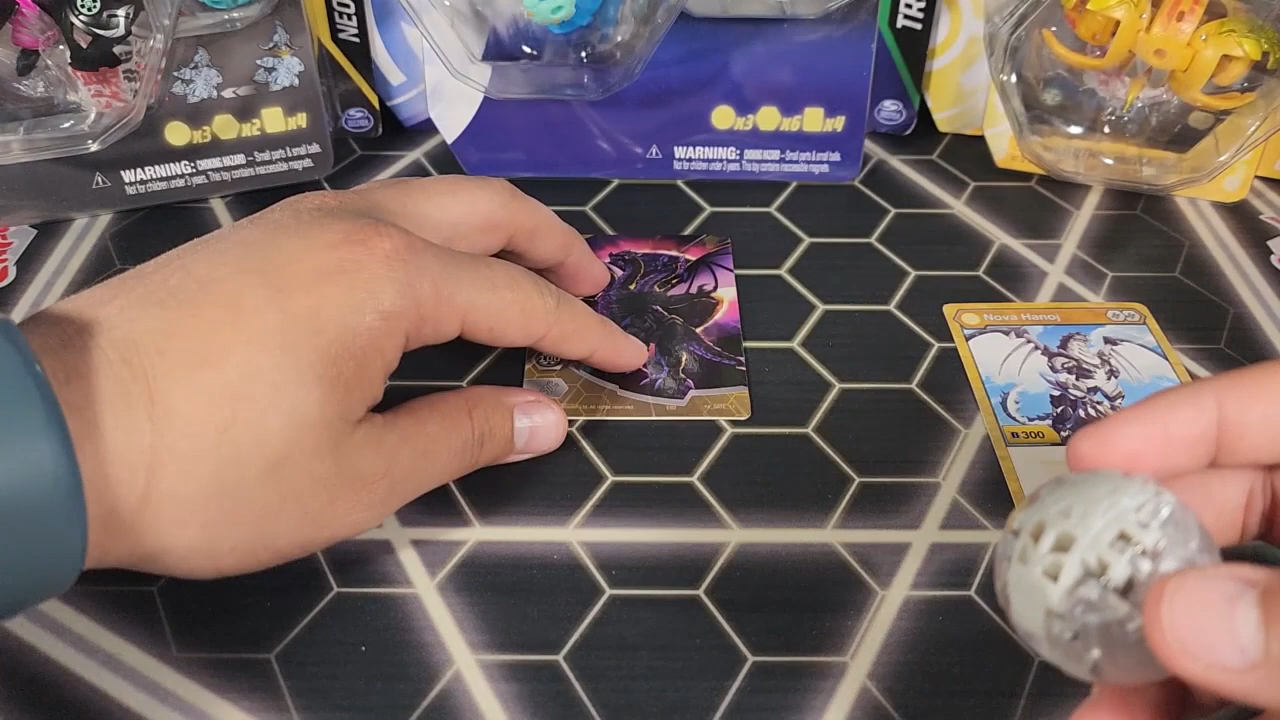 NEO
x3 x2 x4
WARNING: CHOKING HAZARD – Small parts & small balls.
Not for children under 3 years. This toy contains inaccessible magnets.
x3 x6 x4
WARNING: CHOKING HAZARD – Small parts & small balls.
Not for children under 3 years. This toy contains inaccessible magnets.
TR
Nova Hanoj
B 300
100